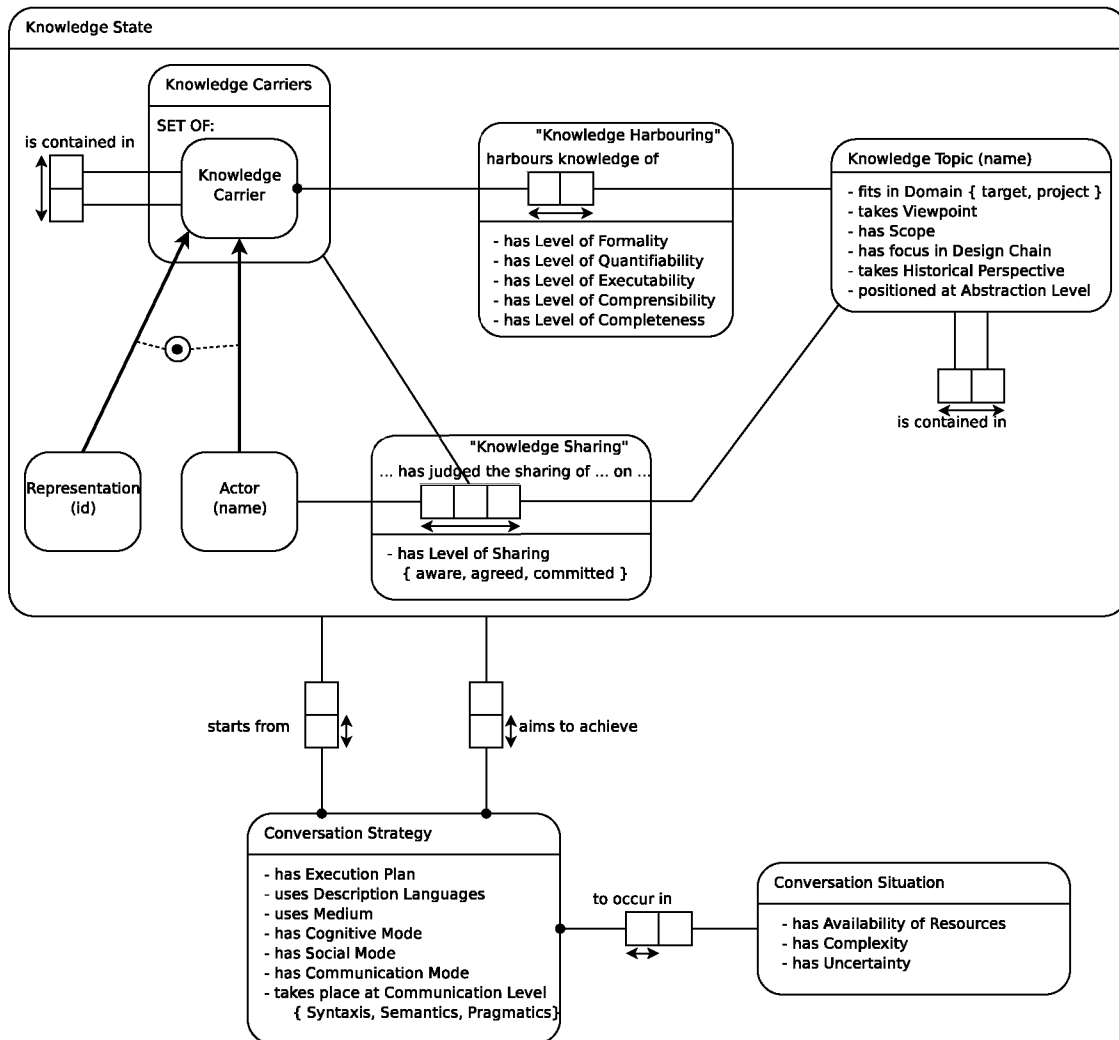 Knowledge State
Knowledge Carriers
SET OF:
is contained in
Knowledge
Carrier
"Knowledge Harbouring"
harbours knowledge of
- has Level of Formality
- has Level of Quantifiability
- has Level of Executability
- has Level of Comprensibility
- has Level of Completeness
Knowledge Topic (name)
- fits in Domain { target, project }
- takes Viewpoint
- has Scope
- has focus in Design Chain
- takes Historical Perspective
- positioned at Abstraction Level
is contained in
Representation
(id)
Actor
(name)
"Knowledge Sharing"
... has judged the sharing of ... on ...
- has Level of Sharing
{ aware, agreed, committed }
starts from
aims to achieve
Conversation Strategy
- has Execution Plan
- uses Description Languages
- uses Medium
- has Cognitive Mode
- has Social Mode
- has Communication Mode
- takes place at Communication Level
{ Syntaxis, Semantics, Pragmatics}
to occur in
Conversation Situation
- has Availability of Resources
- has Complexity
- has Uncertainty